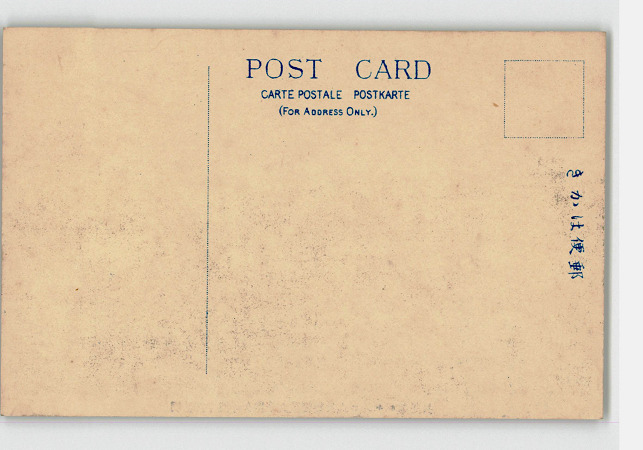 POST CARD
CARTE POSTALE POSTKARTE
(FOR ADDRESS ONLY.)
きかは便郵